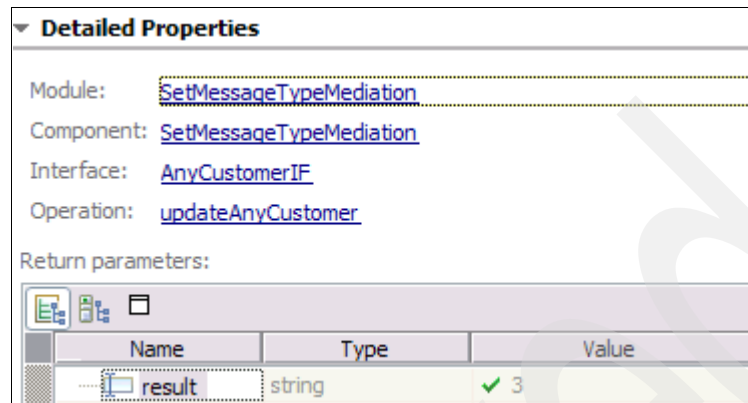 Detailed Properties
Module: SetMessageTypeMediation
Component: SetMessageTypeMediation
Interface: AnyCustomerIF
Operation: updateAnyCustomer
Return parameters:
Name Type Value
result string 3